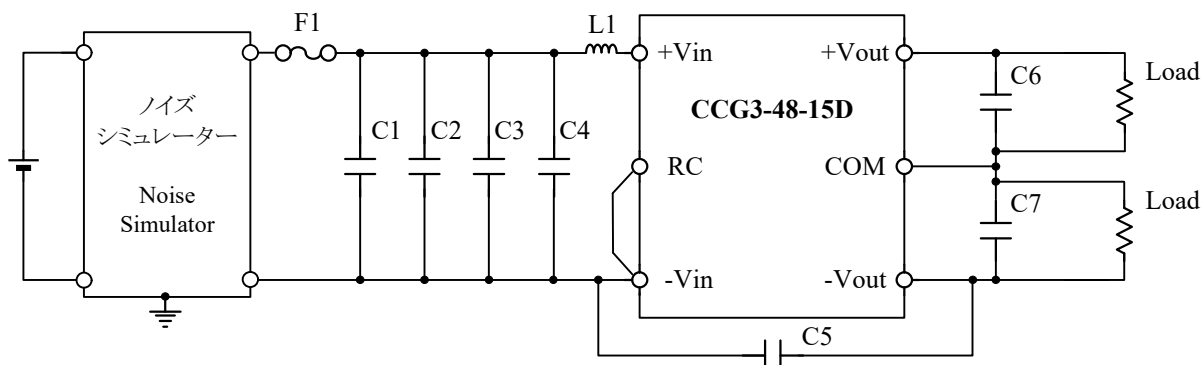 F1
L1
+Vin
+Vout
C6
Load
ノイズ
シミュレーター
CCG3-48-15D
C1
C2
C3
C4
RC
COM
Noise
Simulator
C7
Load
-Vin
-Vout
C5